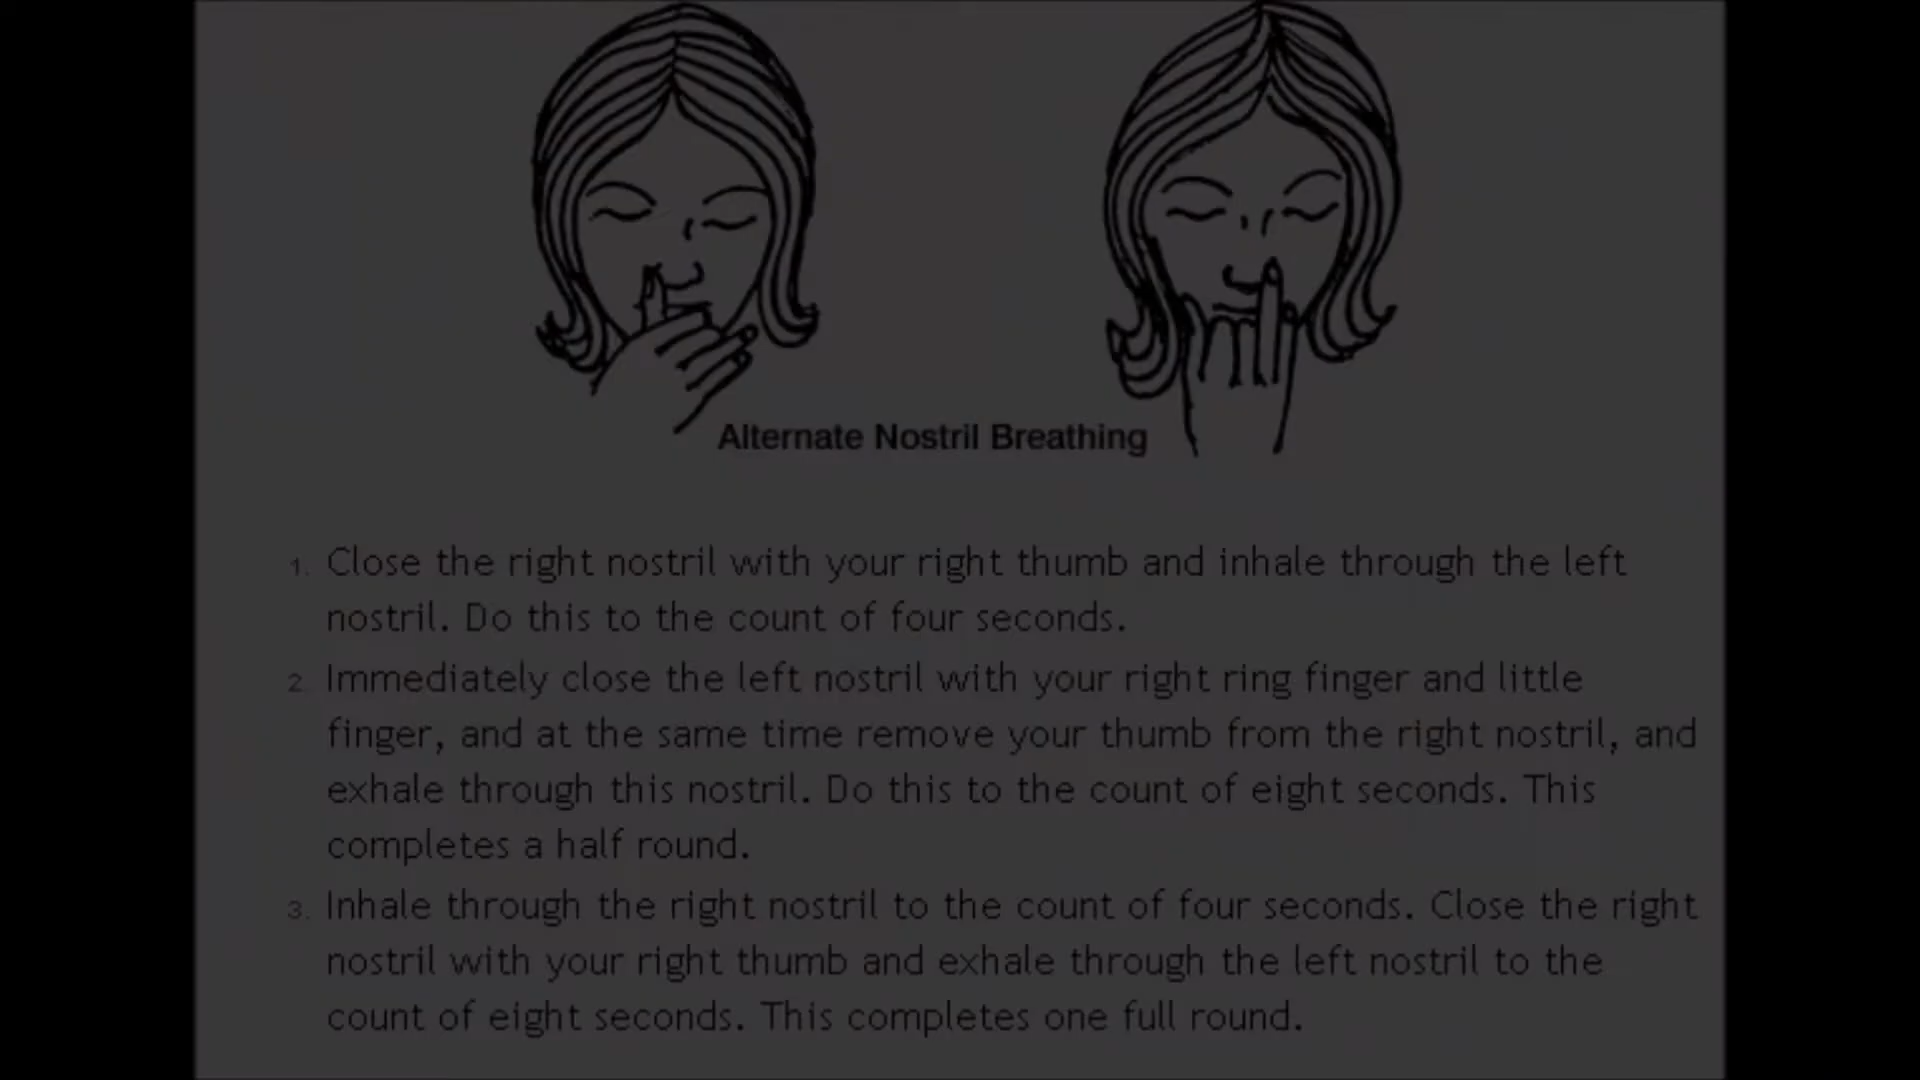 Alternate Nostril Breathing
1. Close the right nostril with your right thumb and inhale through the left
nostril. Do this to the count of four seconds.
2. Immediately close the left nostril with your right ring finger and little
finger, and at the same time remove your thumb from the right nostril, and
exhale through this nostril. Do this to the count of eight seconds. This
completes a half round.
3. Inhale through the right nostril to the count of four seconds. Close the right
nostril with your right thumb and exhale through the left nostril to the
count of eight seconds. This completes one full round.